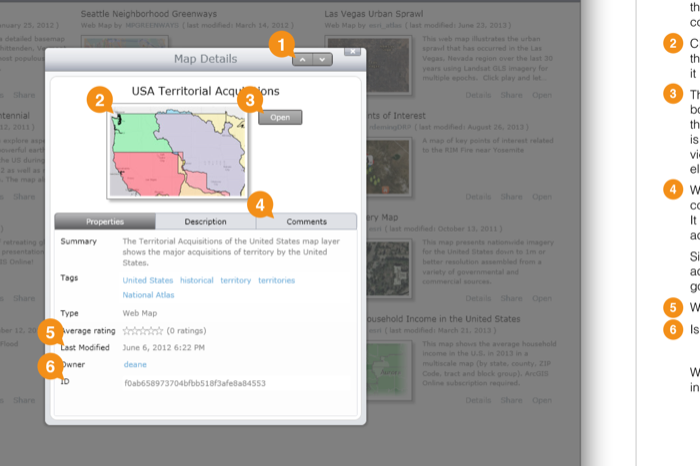 Seattle Neighborhood Greenways
Las Vegas Urban Sprawl
Web Map by
(last modified: March 14, 2012)
Web Map by esri_atlas (last modified: June 23, 2012)
nuary 25, 2012)
This web map illustrates the urban
sprawl that has occurred in the Las
Vegas, Nevada region over the last 30
years using Landsat GLS imagery for
multiple epochs. Click play and let
Details Share Open
1
Map Details
USA Territorial Acqu ions
2
3
Open
nts of Interest
(last modified: August 26, 2013)
A map of key points of interest related
to the RIM Fire near Yosemite
Details Share Open
4
Properties
Description
Comments
Summary
The Territorial Acquisitions of the United States map layer
shows the major acquisitions of territory by the United
States.
Tags
United States historical territory territories
National Atlas
Type
Web Map
5
verage rating
(0 ratings)
Last Modified
June 6, 2012 6:22 PM
6
Owner
deane
ID
f0ab658973704bfbb518f3afe8a84553
ery Map
(last modified: October 13, 2011)
This map presents nationwide imagery
for the United States down to 1m or
better resolution assembled from a
variety of governmental and
commercial sources.
Details Share Open
ousehold Income in the United States
esri (last modified: March 21, 2013)
This map shows the average household
income in the U.S. in 2013 in a
multiscale map (by state, county, ZIP
Code, tract and block group). ArcGIS
Online subscription required.
Details Share Open
th
co
2 C
th
it
3 Th
bo
th
is
vi
el
4 W
co
It
ac
Si
ac
go
5 W
6 Is
W
in